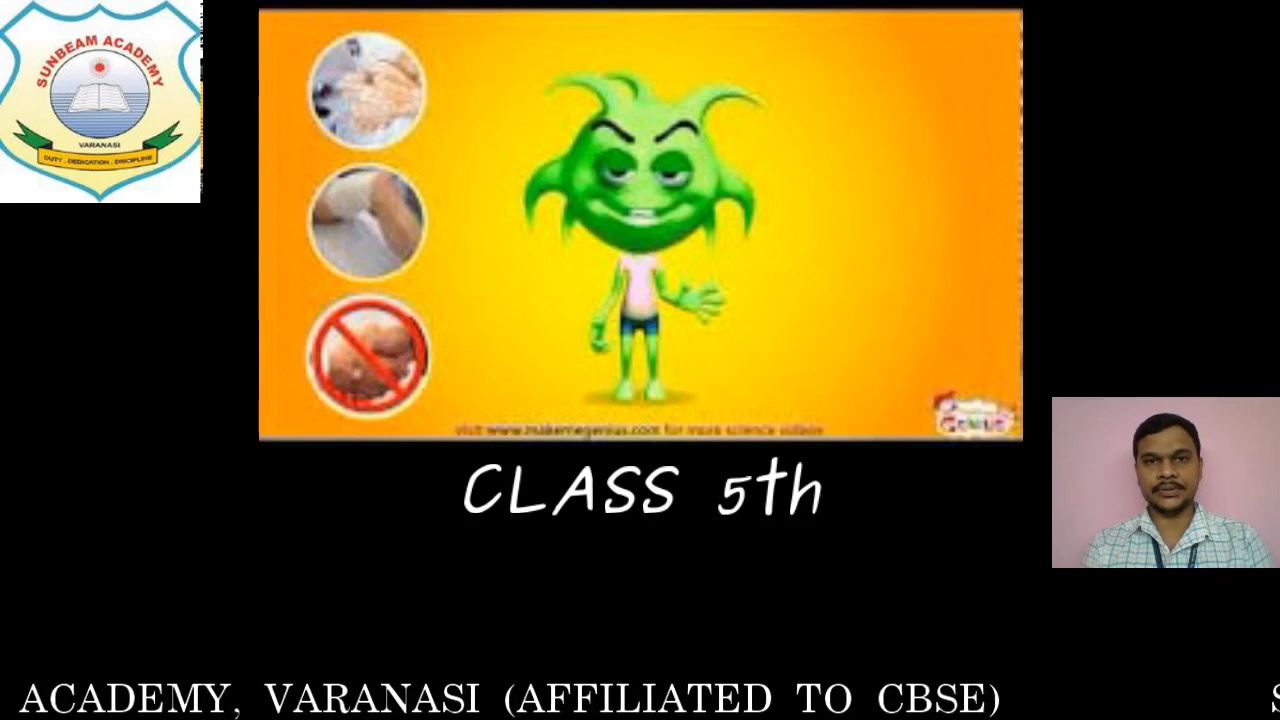 SUNBEAM ACADEMY
VARANASI
DUTY . DEDICATION . DISCIPLINE
visit www.makemegenius.com for more science videos
GENIUS
CLASS 5th
ACADEMY, VARANASI (AFFILIATED TO CBSE) S